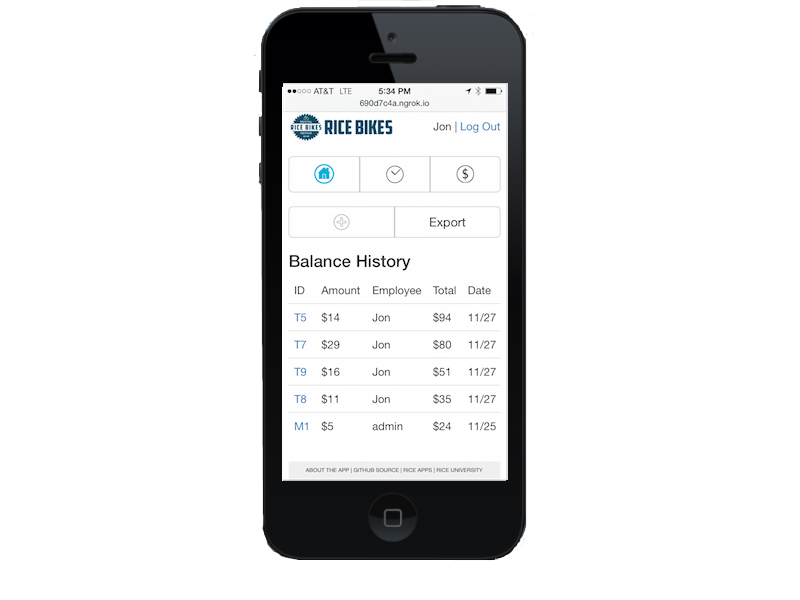 AT&T LTE 5:34 PM
690d7c4a.ngrok.io
RICE BIKES RICE BIKES Jon | Log Out
$
Export
Balance History
ID Amount Employee Total Date
T5 $14 Jon $94 11/27
T7 $29 Jon $80 11/27
T9 $16 Jon $51 11/27
T8 $11 Jon $35 11/27
M1 $5 admin $24 11/25
ABOUT THE APP | GITHUB SOURCE | RICE APPS | RICE UNIVERSITY